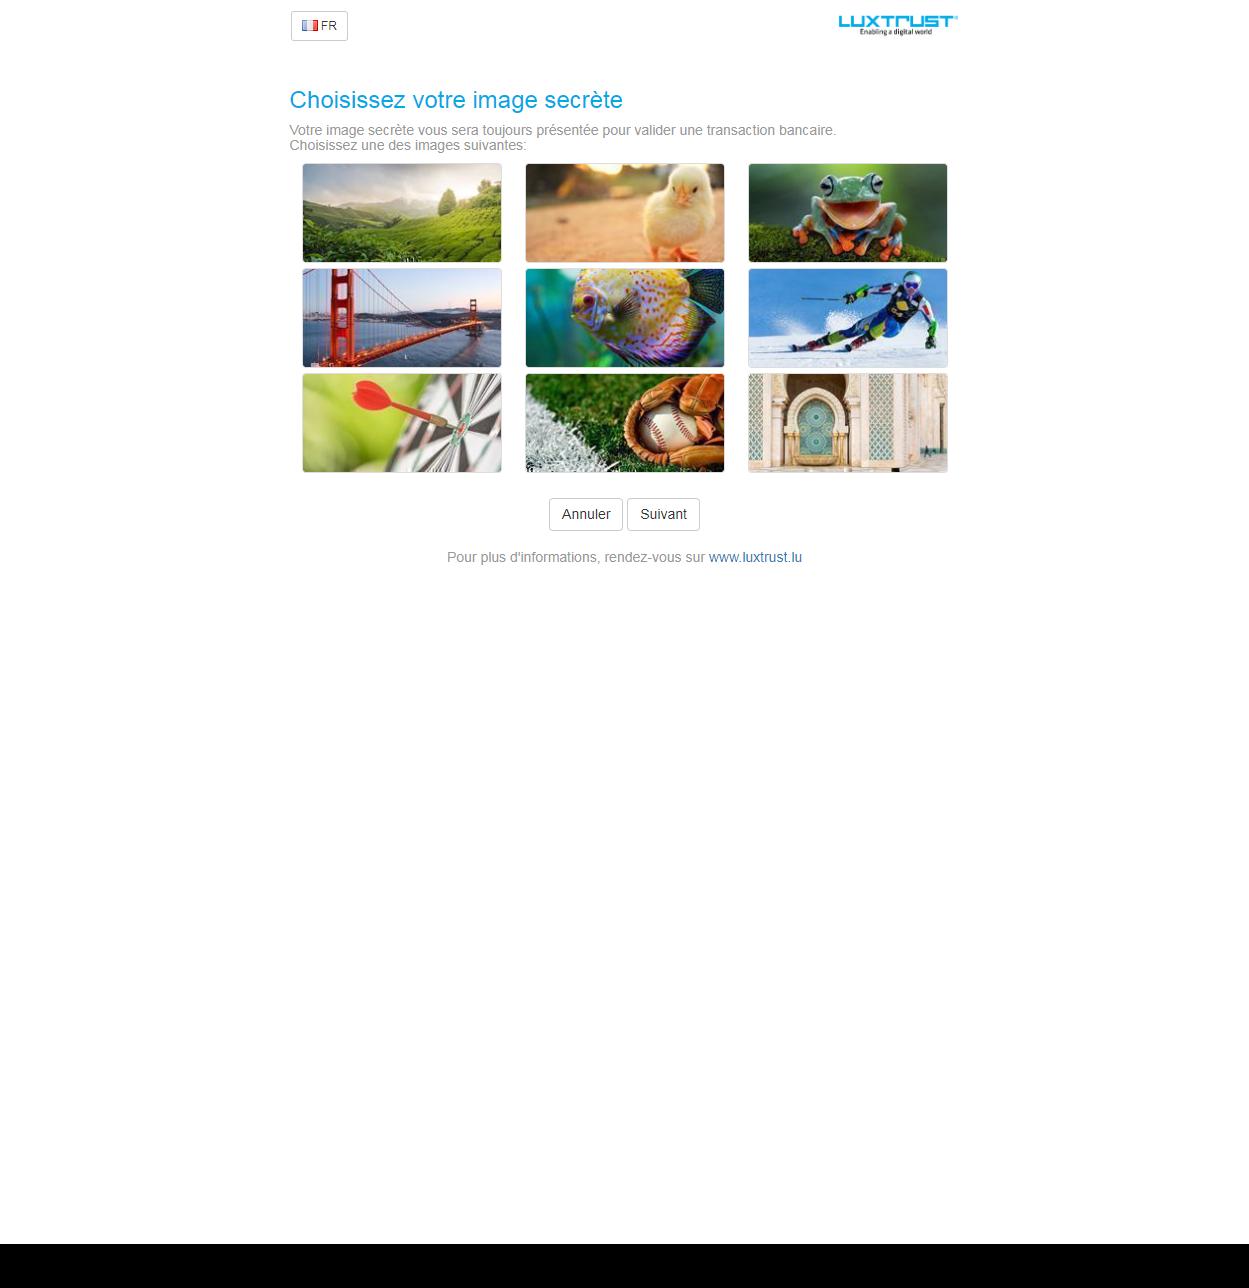 FR
LUXTRUST
Enabling a digital world
Choisissez votre image secrète
Votre image secrète vous sera toujours présentée pour valider une transaction bancaire.
Choisissez une des images suivantes:
Annuler
Suivant
Pour plus d'informations, rendez-vous sur www.luxtrust.lu